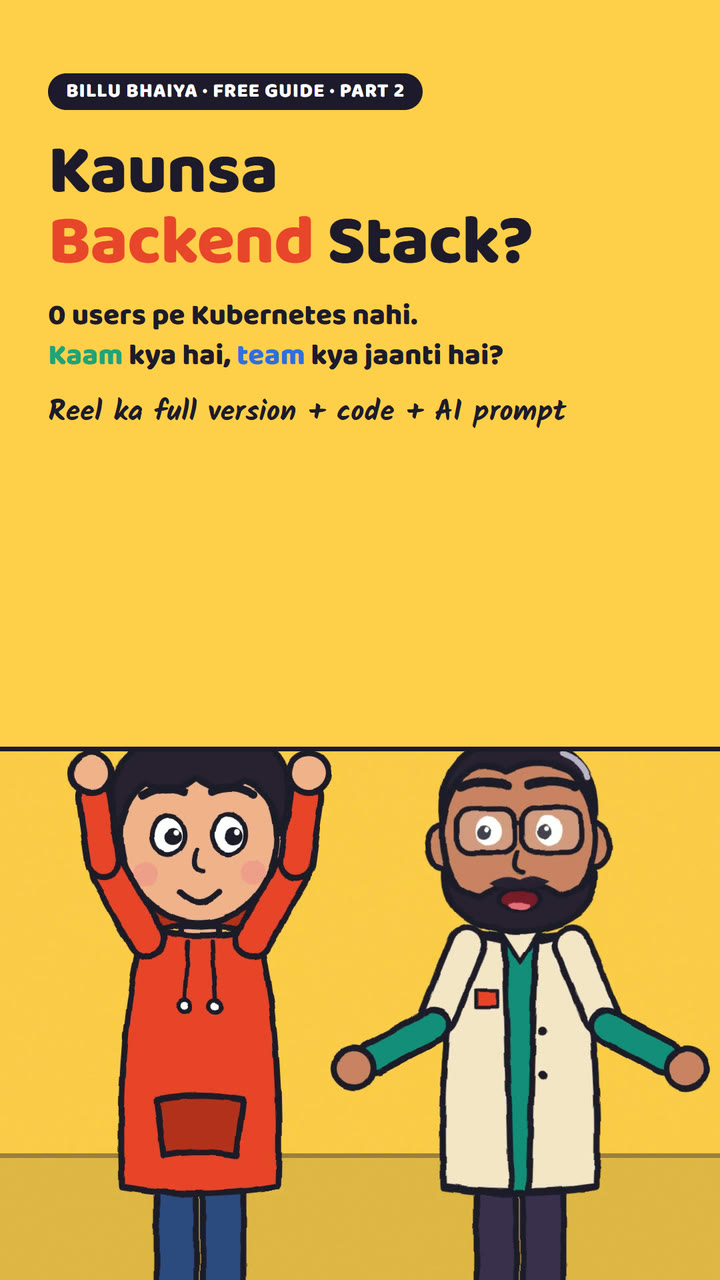 BILLU BHAIYA • FREE GUIDE • PART 2
Kaunsa
Backend Stack?
0 users pe Kubernetes nahi.
Kaam kya hai, team kya jaanti hai?
Reel ka full version + code + AI prompt